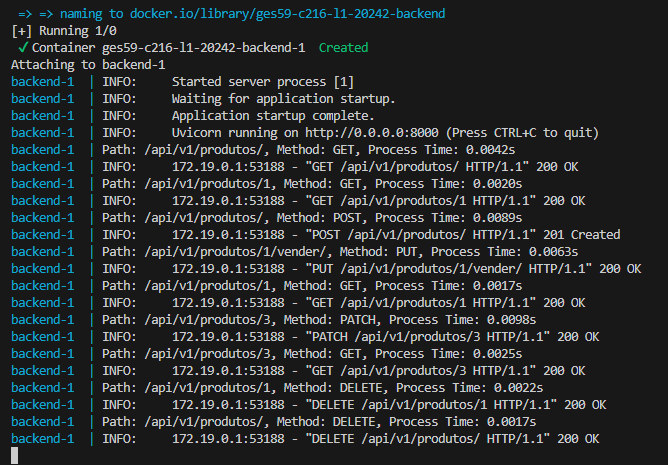 => => naming to docker.io/library/ges59-c216-l1-20242-backend
[+] Running 1/0
✓ Container ges59-c216-l1-20242-backend-1  Created
Attaching to backend-1
backend-1  | INFO:     Started server process [1]
backend-1  | INFO:     Waiting for application startup.
backend-1  | INFO:     Application startup complete.
backend-1  | INFO:     Uvicorn running on http://0.0.0.0:8000 (Press CTRL+C to quit)
backend-1  | Path: /api/v1/produtos/, Method: GET, Process Time: 0.0042s
backend-1  | INFO:     172.19.0.1:53188 - "GET /api/v1/produtos/ HTTP/1.1" 200 OK
backend-1  | Path: /api/v1/produtos/1, Method: GET, Process Time: 0.0020s
backend-1  | INFO:     172.19.0.1:53188 - "GET /api/v1/produtos/1 HTTP/1.1" 200 OK
backend-1  | Path: /api/v1/produtos/, Method: POST, Process Time: 0.0089s
backend-1  | INFO:     172.19.0.1:53188 - "POST /api/v1/produtos/ HTTP/1.1" 201 Created
backend-1  | Path: /api/v1/produtos/1/vender/, Method: PUT, Process Time: 0.0063s
backend-1  | INFO:     172.19.0.1:53188 - "PUT /api/v1/produtos/1/vender/ HTTP/1.1" 200 OK
backend-1  | Path: /api/v1/produtos/1, Method: GET, Process Time: 0.0017s
backend-1  | INFO:     172.19.0.1:53188 - "GET /api/v1/produtos/1 HTTP/1.1" 200 OK
backend-1  | Path: /api/v1/produtos/3, Method: PATCH, Process Time: 0.0098s
backend-1  | INFO:     172.19.0.1:53188 - "PATCH /api/v1/produtos/3 HTTP/1.1" 200 OK
backend-1  | Path: /api/v1/produtos/3, Method: GET, Process Time: 0.0025s
backend-1  | INFO:     172.19.0.1:53188 - "GET /api/v1/produtos/3 HTTP/1.1" 200 OK
backend-1  | Path: /api/v1/produtos/1, Method: DELETE, Process Time: 0.0022s
backend-1  | INFO:     172.19.0.1:53188 - "DELETE /api/v1/produtos/1 HTTP/1.1" 200 OK
backend-1  | Path: /api/v1/produtos/, Method: DELETE, Process Time: 0.0017s
backend-1  | INFO:     172.19.0.1:53188 - "DELETE /api/v1/produtos/ HTTP/1.1" 200 OK